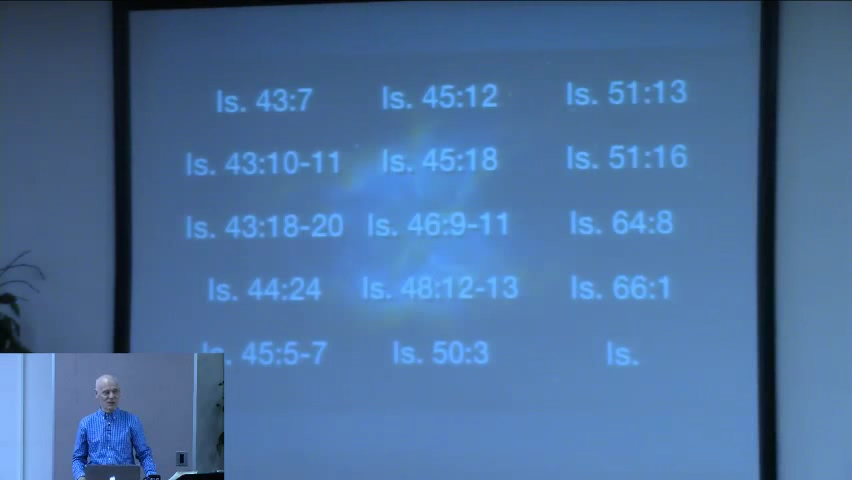 Is. 43:7 Is. 45:12 Is. 51:13
Is. 43:10-11 Is. 45:18 Is. 51:16
Is. 43:18-20 Is. 46:9-11 Is. 64:8
Is. 44:24 Is. 48:12-13 Is. 66:1
Is. 45:5-7 Is. 50:3 Is.